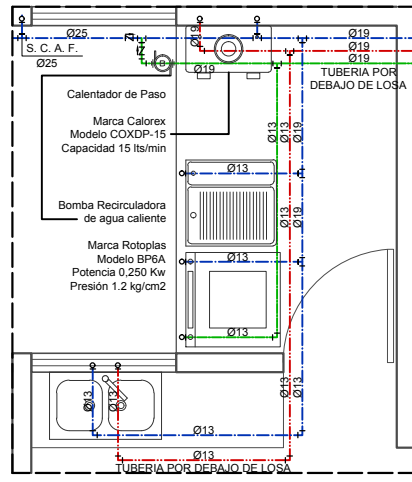 Ø25
S. C. A. F.
Ø25
Ø19
Ø19
Ø19
Ø19
Ø19
TUBERIA POR
DEBAJO DE LOSA
Calentador de Paso
Marca Calorex
Modelo COXDP-15
Capacidad 15 lts/min
Ø13
Ø13
Ø19
Ø13
Bomba Recirculadora
de agua caliente
Ø13
Ø19
Marca Rotoplas
Modelo BP6A
Potencia 0,250 Kw
Presión 1.2 kg/cm2
Ø13
Ø13
Ø13
Ø13
Ø13
Ø13
Ø13
Ø13
TUBERIA POR DEBAJO DE LOSA